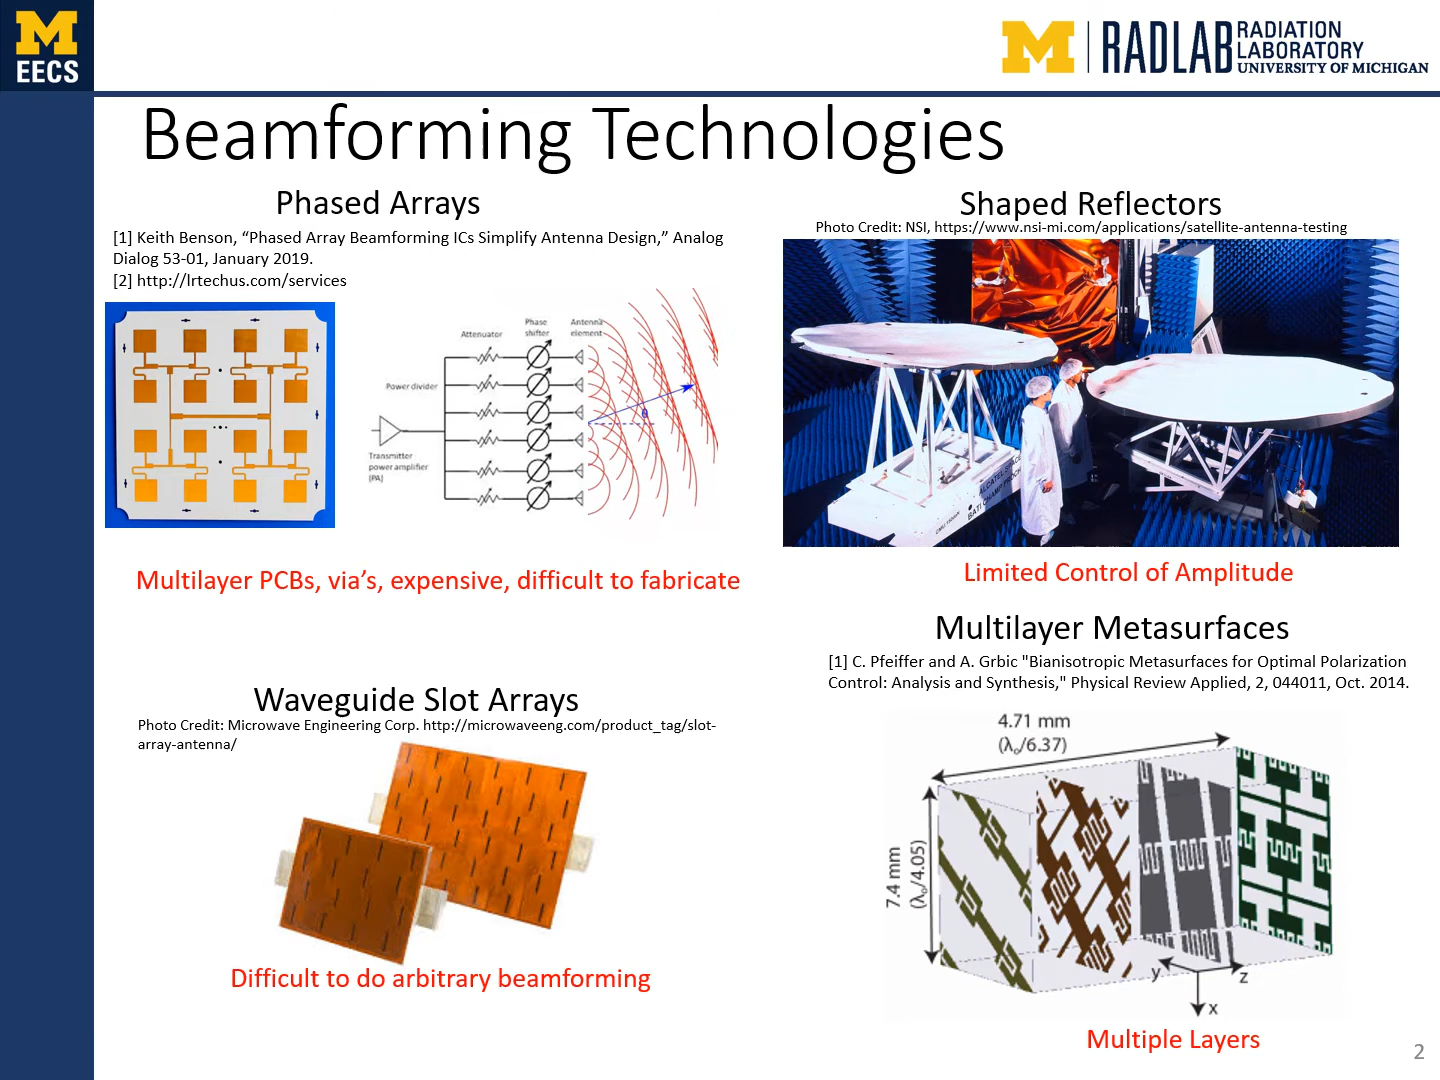 M
EECS
M
RADLAB
RADIATION
LABORATORY
UNIVERSITY OF MICHIGAN
Beamforming Technologies
Phased Arrays
[1] Keith Benson, “Phased Array Beamforming ICs Simplify Antenna Design,” Analog
Dialog 53-01, January 2019.
[2] http://lrtechus.com/services
Attenuator
Phase
shifter
Antenna
element
Power divider
Transmitter
power amplifier
(PA)
θ
Multilayer PCBs, via’s, expensive, difficult to fabricate
Shaped Reflectors
Photo Credit: NSI, https://www.nsi-mi.com/applications/satellite-antenna-testing
ALCATEL SPACE
Limited Control of Amplitude
Waveguide Slot Arrays
Photo Credit: Microwave Engineering Corp. http://microwaveeng.com/product_tag/slot-
array-antenna/
Difficult to do arbitrary beamforming
Multilayer Metasurfaces
[1] C. Pfeiffer and A. Grbic "Bianisotropic Metasurfaces for Optimal Polarization
Control: Analysis and Synthesis," Physical Review Applied, 2, 044011, Oct. 2014.
4.71 mm
(λₒ/6.37)
7.4 mm
(λₒ/4.05)
y
z
x
Multiple Layers
2